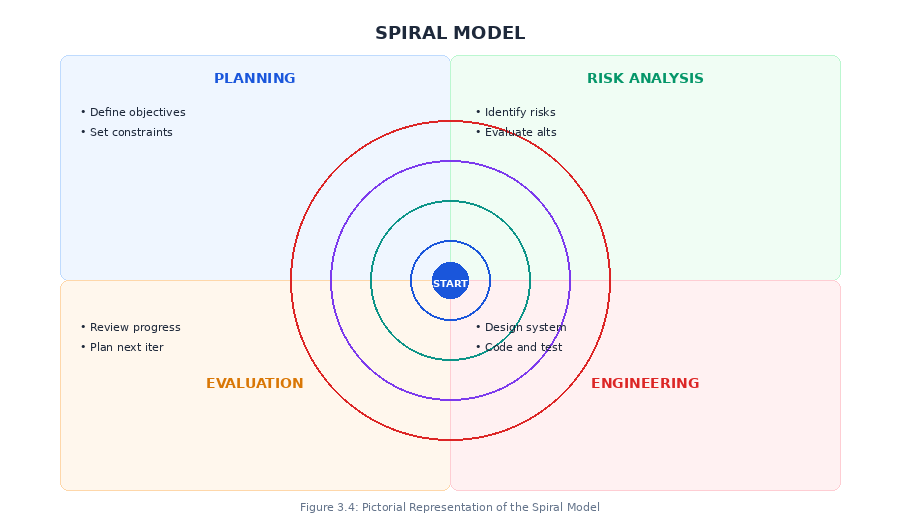 SPIRAL MODEL
PLANNING
• Define objectives
• Set constraints
RISK ANALYSIS
• Identify risks
• Evaluate alts
START
• Review progress
• Plan next iter
EVALUATION
• Design system
• Code and test
ENGINEERING
Figure 3.4: Pictorial Representation of the Spiral Model